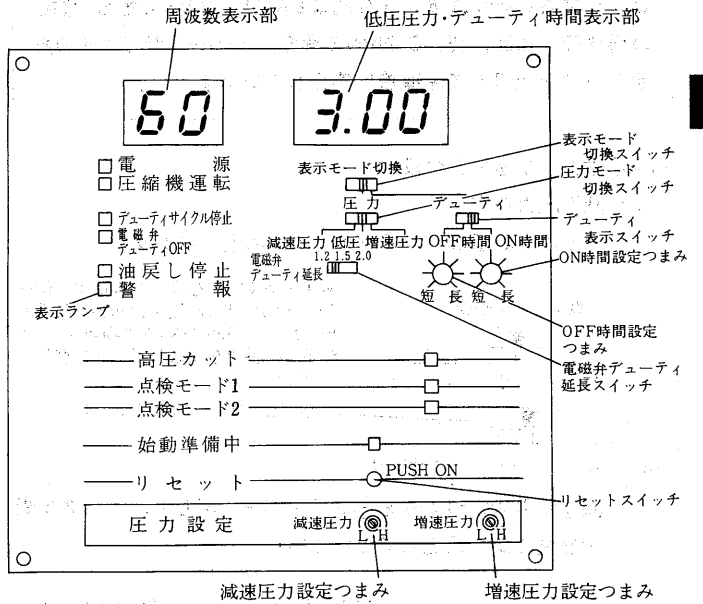 周波数表示部
低圧圧力・デューティ時間表示部
60
3.00
表示モード
切換スイッチ
圧力モード
切換スイッチ
電源
圧縮機運転
表示モード切換
圧力
デューティ
デューティ
表示スイッチ
デューティサイクル停止
電磁弁
デューティOFF
減速圧力 低圧 増速圧力
OFF時間 ON時間
ON時間設定つまみ
電磁弁
デューティ延長
1.2 1.5 2.0
油戻し停止
警報
表示ランプ
短 長 短 長
OFF時間設定
つまみ
電磁弁デューティ
延長スイッチ
高圧カット
点検モード1
点検モード2
始動準備中
リセット
PUSH ON
リセットスイッチ
圧力設定
減速圧力
L H
増速圧力
L H
減速圧力設定つまみ
増速圧力設定つまみ